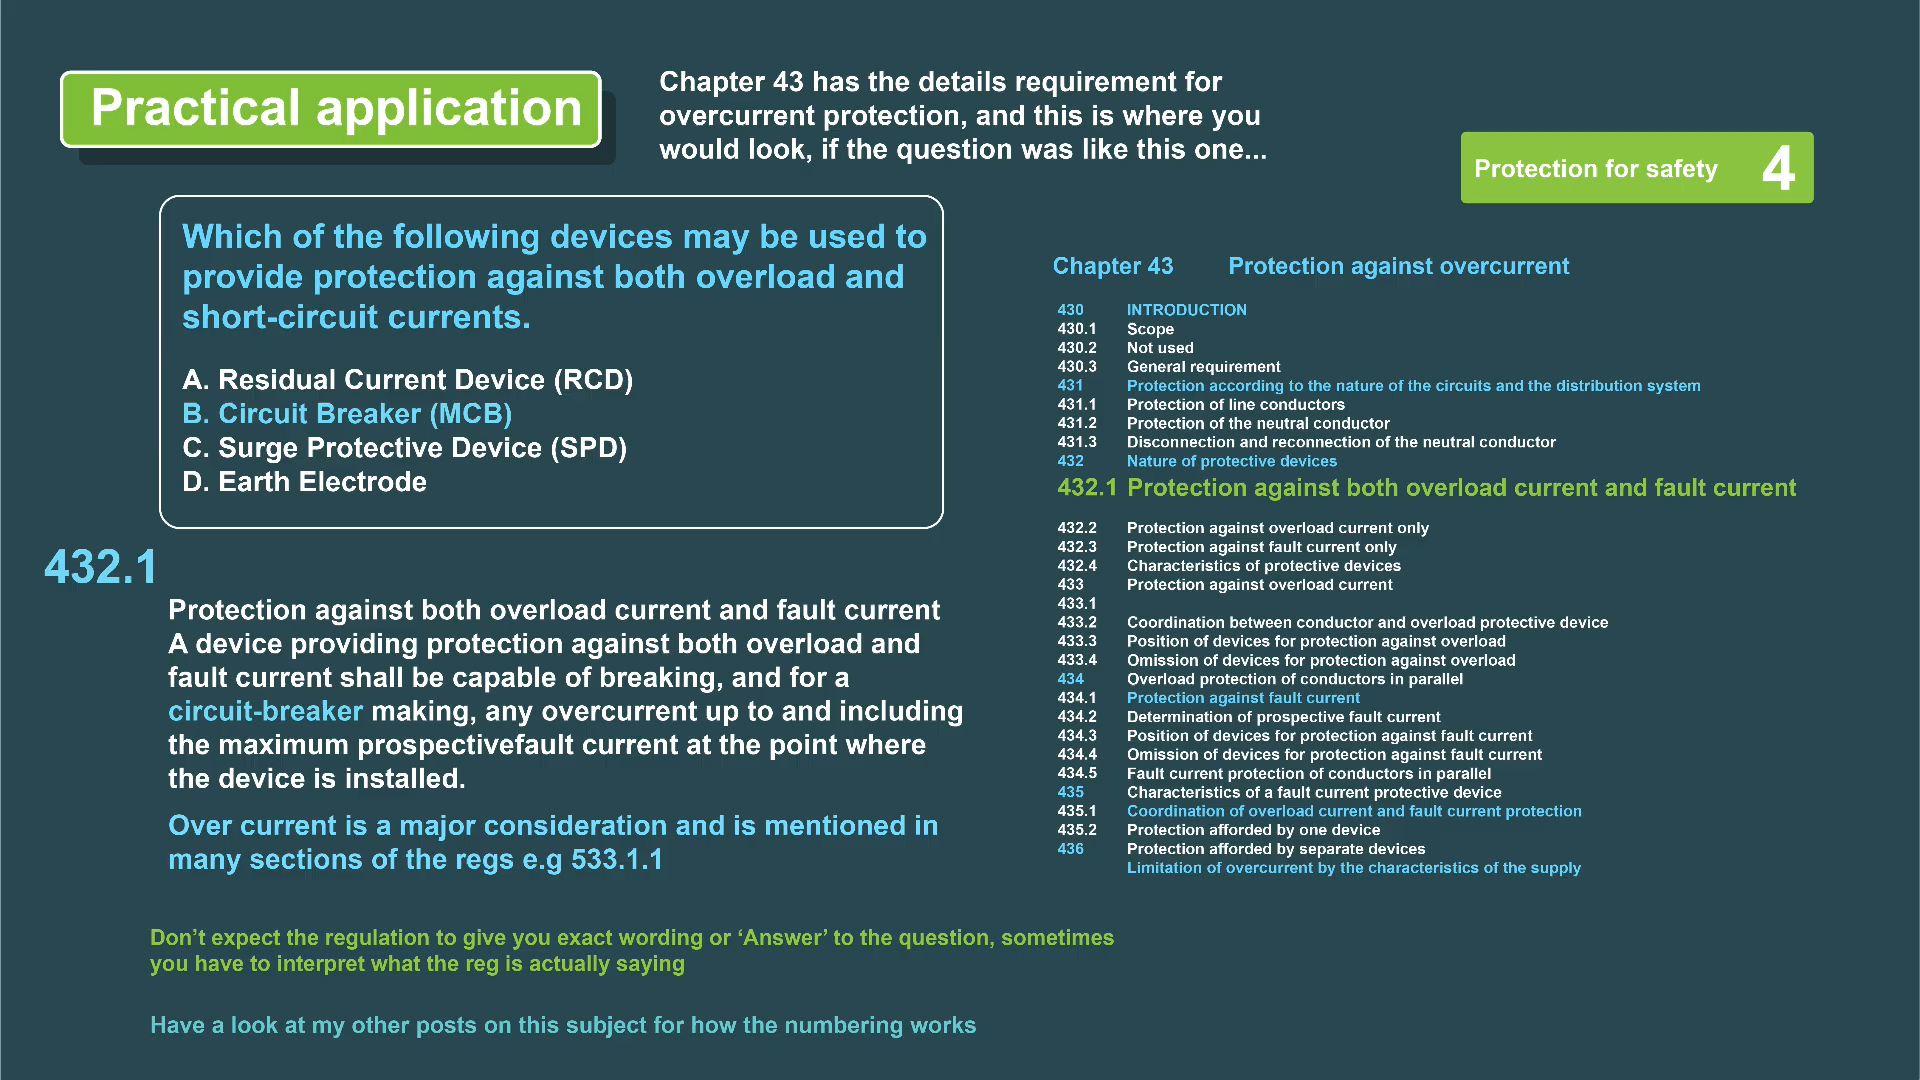 Practical application
Chapter 43 has the details requirement for
overcurrent protection, and this is where you
would look, if the question was like this one...
Protection for safety 4
Which of the following devices may be used to
provide protection against both overload and
short-circuit currents.
A. Residual Current Device (RCD)
B. Circuit Breaker (MCB)
C. Surge Protective Device (SPD)
D. Earth Electrode
432.1
Protection against both overload current and fault current
A device providing protection against both overload and
fault current shall be capable of breaking, and for a
circuit-breaker making, any overcurrent up to and including
the maximum prospectivefault current at the point where
the device is installed.
Over current is a major consideration and is mentioned in
many sections of the regs e.g 533.1.1
Chapter 43 Protection against overcurrent
430 INTRODUCTION
430.1 Scope
430.2 Not used
430.3 General requirement
431 Protection according to the nature of the circuits and the distribution system
431.1 Protection of line conductors
431.2 Protection of the neutral conductor
431.3 Disconnection and reconnection of the neutral conductor
432 Nature of protective devices
432.1 Protection against both overload current and fault current
432.2 Protection against overload current only
432.3 Protection against fault current only
432.4 Characteristics of protective devices
433 Protection against overload current
433.1
433.2 Coordination between conductor and overload protective device
433.3 Position of devices for protection against overload
433.4 Omission of devices for protection against overload
434 Overload protection of conductors in parallel
434.1 Protection against fault current
434.2 Determination of prospective fault current
434.3 Position of devices for protection against fault current
434.4 Omission of devices for protection against fault current
434.5 Fault current protection of conductors in parallel
435 Characteristics of a fault current protective device
435.1 Coordination of overload current and fault current protection
435.2 Protection afforded by one device
436 Protection afforded by separate devices
Limitation of overcurrent by the characteristics of the supply
Don’t expect the regulation to give you exact wording or ‘Answer’ to the question, sometimes
you have to interpret what the reg is actually saying
Have a look at my other posts on this subject for how the numbering works